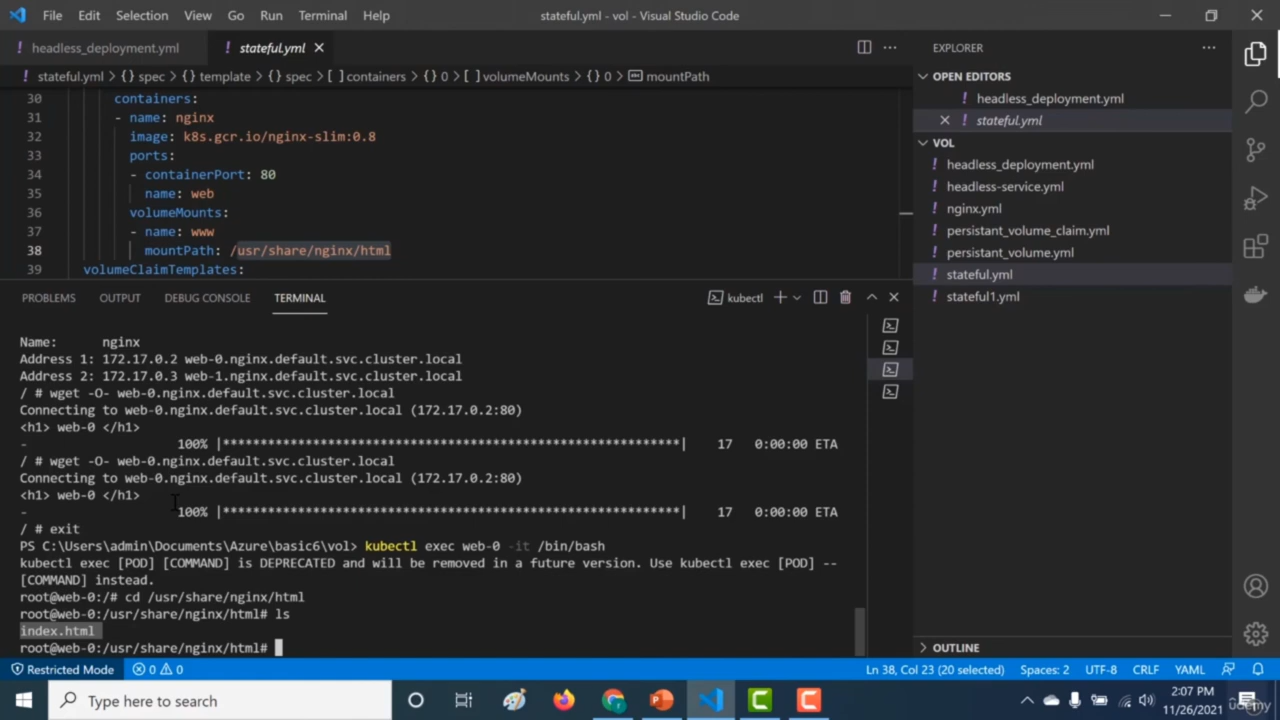 File Edit Selection View Go Run Terminal Help stateful.yml - vol - Visual Studio Code
! headless_deployment.yml ! stateful.yml ×
! stateful.yml > {} spec > {} template > {} spec > [ ] containers > {} 0 > [ ] volumeMounts > {} 0 > mountPath
30 containers:
31 - name: nginx
32 image: k8s.gcr.io/nginx-slim:0.8
33 ports:
34 - containerPort: 80
35 name: web
36 volumeMounts:
37 - name: www
38 mountPath: /usr/share/nginx/html
39 volumeClaimTemplates:
PROBLEMS OUTPUT DEBUG CONSOLE TERMINAL kubectl
Name: nginx
Address 1: 172.17.0.2 web-0.nginx.default.svc.cluster.local
Address 2: 172.17.0.3 web-1.nginx.default.svc.cluster.local
/ # wget -O- web-0.nginx.default.svc.cluster.local
Connecting to web-0.nginx.default.svc.cluster.local (172.17.0.2:80)
<h1> web-0 </h1>
- 100% |*************************************************************| 17 0:00:00 ETA
/ # wget -O- web-0.nginx.default.svc.cluster.local
Connecting to web-0.nginx.default.svc.cluster.local (172.17.0.2:80)
<h1> web-0 </h1>
- 100% |*************************************************************| 17 0:00:00 ETA
/ # exit
PS C:\Users\admin\Documents\Azure\basic6\vol> kubectl exec web-0 -it /bin/bash
kubectl exec [POD] [COMMAND] is DEPRECATED and will be removed in a future version. Use kubectl exec [POD] --
[COMMAND] instead.
root@web-0:/# cd /usr/share/nginx/html
root@web-0:/usr/share/nginx/html# ls
index.html
root@web-0:/usr/share/nginx/html#
EXPLORER
OPEN EDITORS
! headless_deployment.yml
× ! stateful.yml
VOL
! headless_deployment.yml
! headless-service.yml
! nginx.yml
! persistant_volume_claim.yml
! persistant_volume.yml
! stateful.yml
! stateful1.yml
OUTLINE
Restricted Mode 0 0 Ln 38, Col 23 (20 selected) Spaces: 2 UTF-8 CRLF YAML
Type here to search
2:07 PM
11/26/2021
udemy